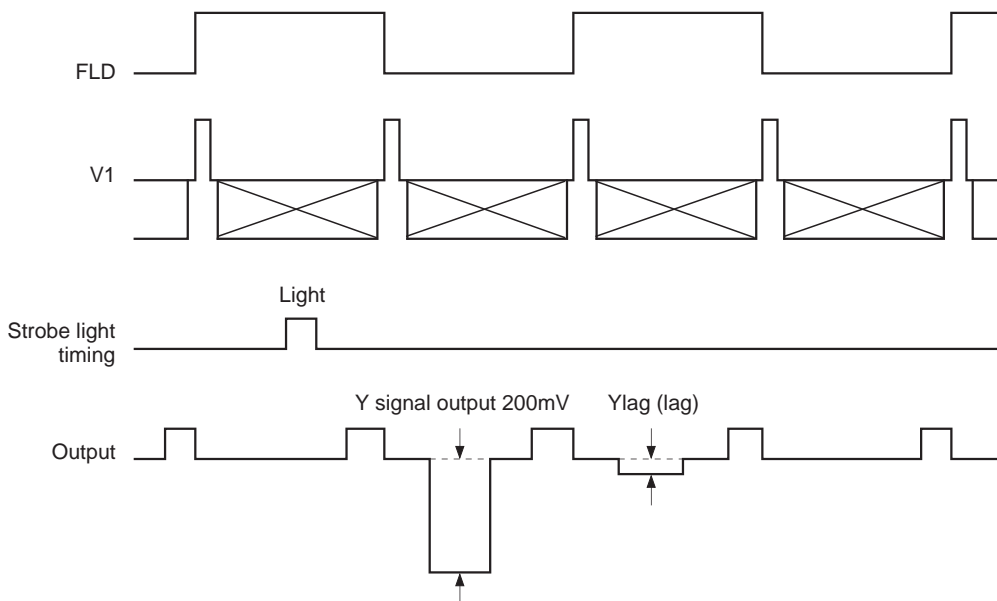 FLD
V1
Light
Strobe light
timing
Y signal output 200mV
Ylag (lag)
Output